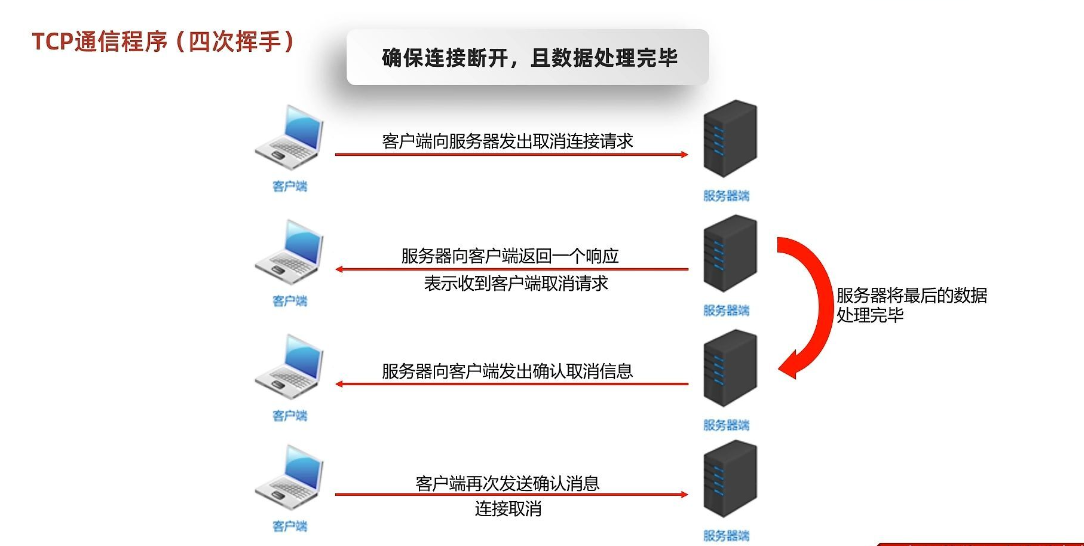 TCP通信程序（四次挥手）
确保连接断开，且数据处理完毕
客户端向服务器发出取消连接请求
客户端
服务器端
服务器向客户端返回一个响应
表示收到客户端取消请求
客户端
服务器端
服务器将最后的数据
处理完毕
服务器向客户端发出确认取消信息
客户端
服务器端
客户端再次发送确认消息
连接取消
客户端
服务器端